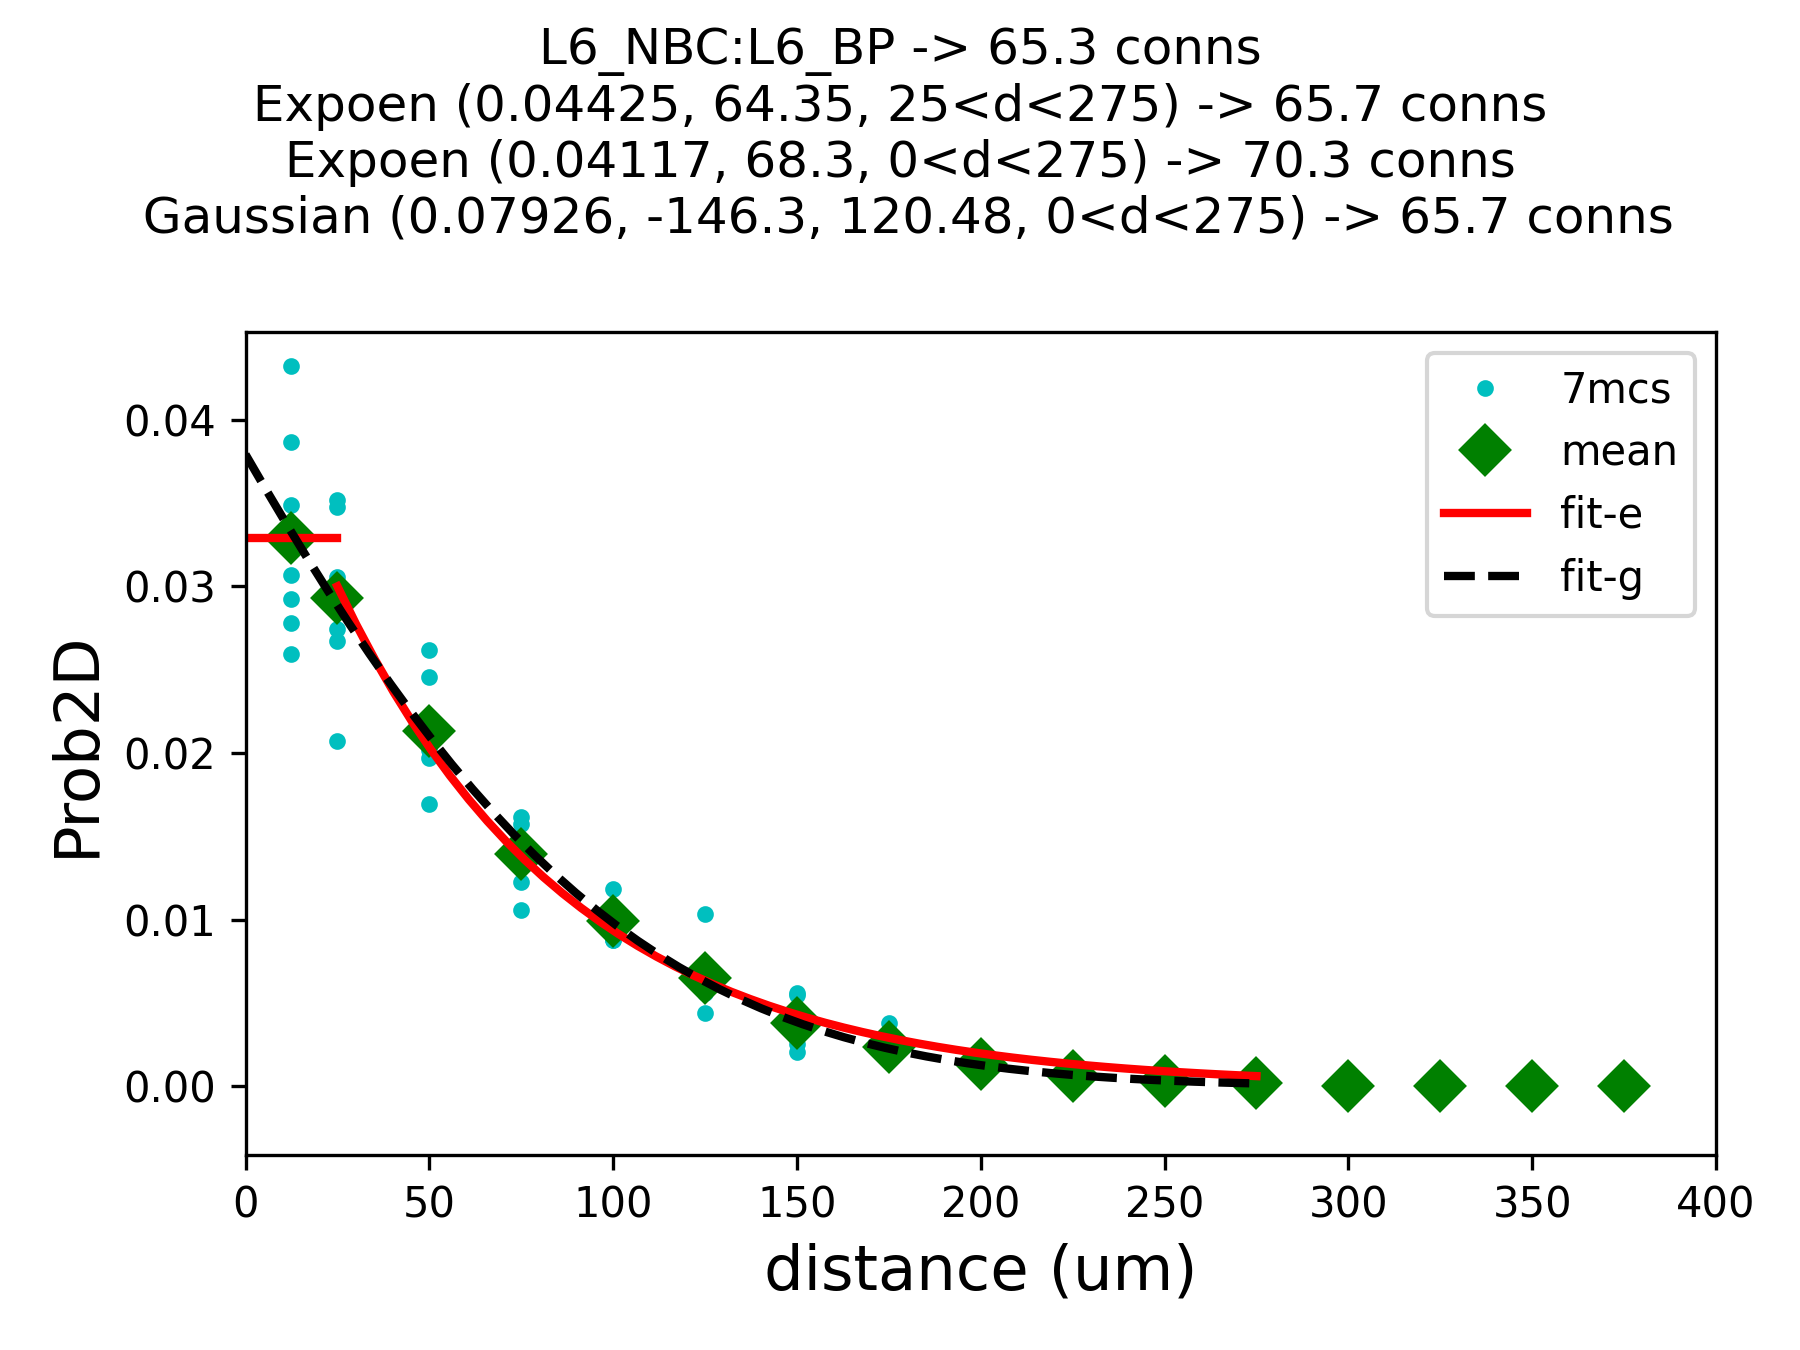 L6_NBC:L6_BP -> 65.3 conns
Expoen (0.04425, 64.35, 25<d<275) -> 65.7 conns
Expoen (0.04117, 68.3, 0<d<275) -> 70.3 conns
Gaussian (0.07926, -146.3, 120.48, 0<d<275) -> 65.7 conns
7mcs
mean
fit-e
fit-g
Prob2D
0.04
0.03
0.02
0.01
0.00
0 50 100 150 200 250 300 350 400
distance (um)